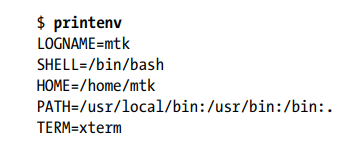 $ printenv
LOGNAME=mtk
SHELL=/bin/bash
HOME=/home/mtk
PATH=/usr/local/bin:/usr/bin:/bin:.
TERM=xterm